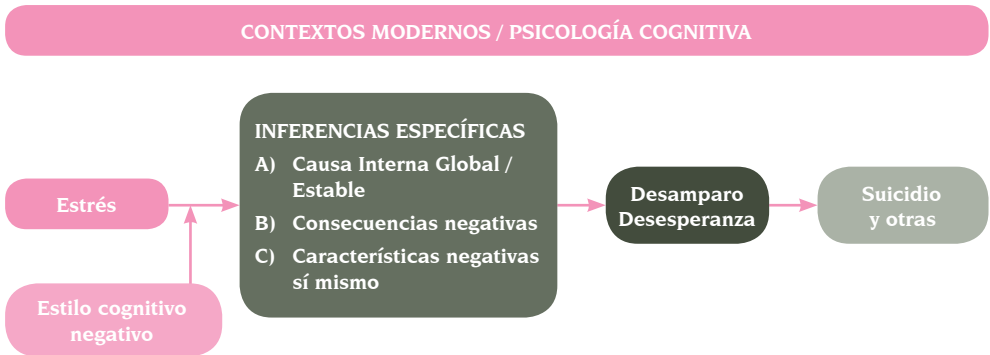 CONTEXTOS MODERNOS / PSICOLOGÍA COGNITIVA
Estrés
Estilo cognitivo
negativo
INFERENCIAS ESPECÍFICAS
A) Causa Interna Global /
Estable
B) Consecuencias negativas
C) Características negativas
sí mismo
Desamparo
Desesperanza
Suicidio
y otras